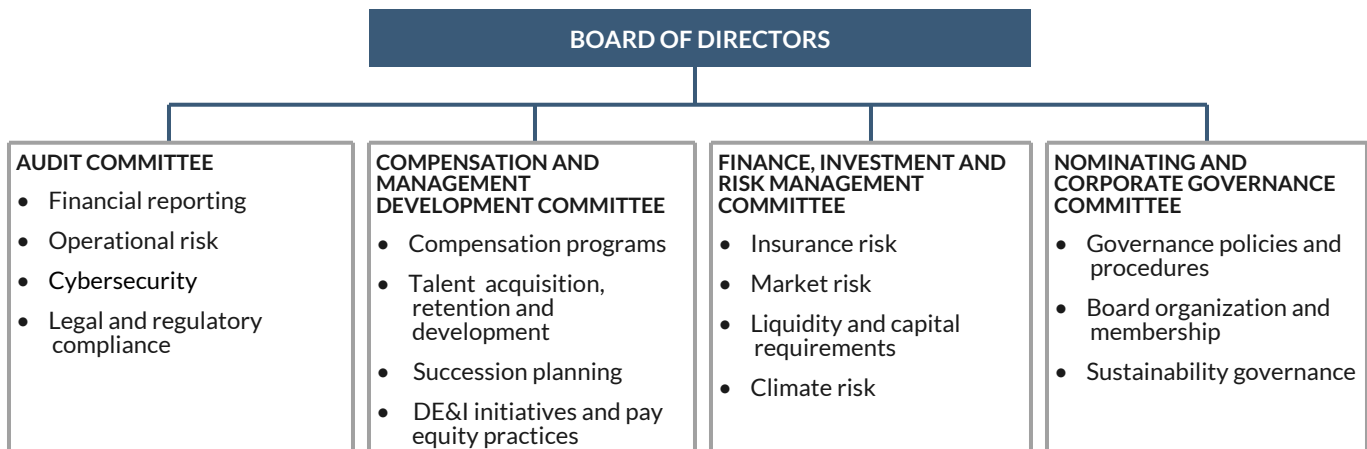 BOARD OF DIRECTORS
AUDIT COMMITTEE
• Financial reporting
• Operational risk
• Cybersecurity
• Legal and regulatory
compliance
COMPENSATION AND
MANAGEMENT
DEVELOPMENT COMMITTEE
• Compensation programs
• Talent acquisition,
retention and
development
• Succession planning
• DE&I initiatives and pay
equity practices
FINANCE, INVESTMENT AND
RISK MANAGEMENT
COMMITTEE
• Insurance risk
• Market risk
• Liquidity and capital
requirements
• Climate risk
NOMINATING AND
CORPORATE GOVERNANCE
COMMITTEE
• Governance policies and
procedures
• Board organization and
membership
• Sustainability governance